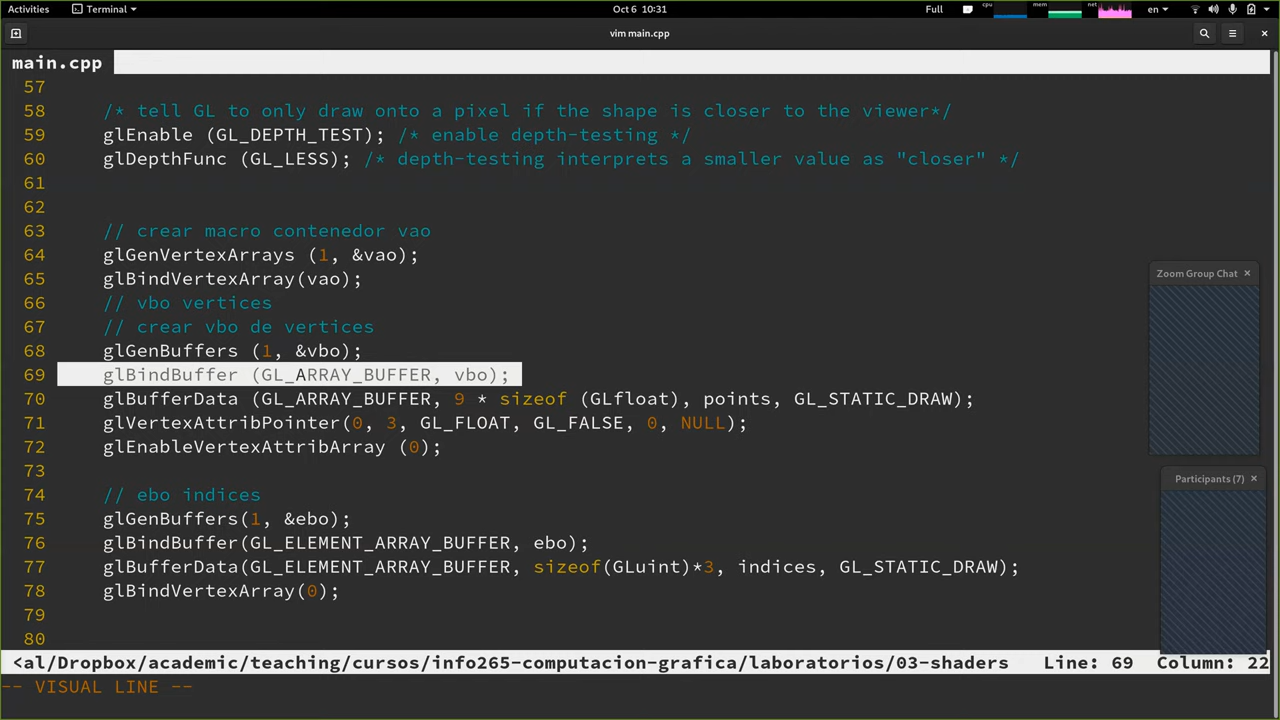 Activities Terminal Oct 6 10:31 Full cpu mem net en
vim main.cpp
main.cpp
57
58 /* tell GL to only draw onto a pixel if the shape is closer to the viewer*/
59 glEnable (GL_DEPTH_TEST); /* enable depth-testing */
60 glDepthFunc (GL_LESS); /* depth-testing interprets a smaller value as "closer" */
61
62
63 // crear macro contenedor vao
64 glGenVertexArrays (1, &vao);
65 glBindVertexArray(vao);
66 // vbo vertices
67 // crear vbo de vertices
68 glGenBuffers (1, &vbo);
69 glBindBuffer (GL_ARRAY_BUFFER, vbo);
70 glBufferData (GL_ARRAY_BUFFER, 9 * sizeof (GLfloat), points, GL_STATIC_DRAW);
71 glVertexAttribPointer(0, 3, GL_FLOAT, GL_FALSE, 0, NULL);
72 glEnableVertexAttribArray (0);
73
74 // ebo indices
75 glGenBuffers(1, &ebo);
76 glBindBuffer(GL_ELEMENT_ARRAY_BUFFER, ebo);
77 glBufferData(GL_ELEMENT_ARRAY_BUFFER, sizeof(GLuint)*3, indices, GL_STATIC_DRAW);
78 glBindVertexArray(0);
79
80
Zoom Group Chat ×
Participants (7) ×
<al/Dropbox/academic/teaching/cursos/info265-computacion-grafica/laboratorios/03-shaders Line: 69 Column: 22
-- VISUAL LINE --